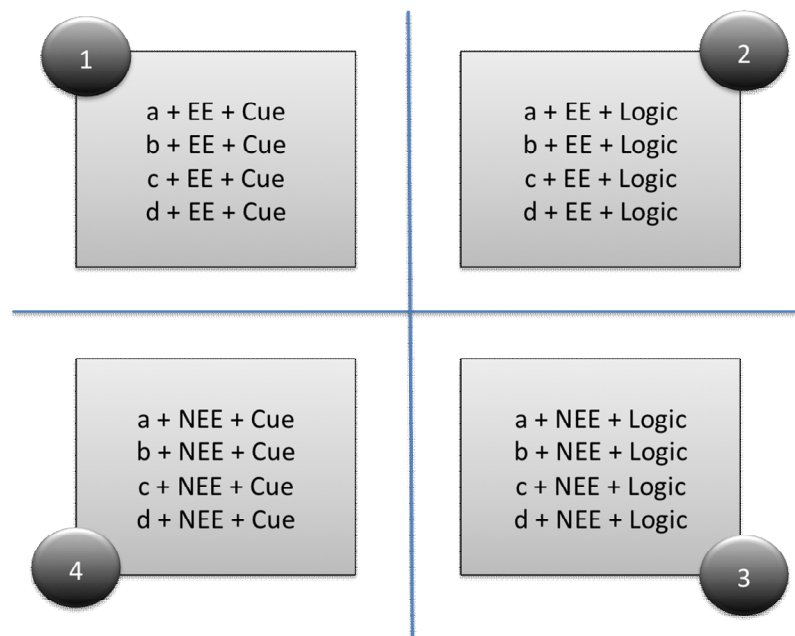 1
a + EE + Cue
b + EE + Cue
c + EE + Cue
d + EE + Cue
2
a + EE + Logic
b + EE + Logic
c + EE + Logic
d + EE + Logic
4
a + NEE + Cue
b + NEE + Cue
c + NEE + Cue
d + NEE + Cue
3
a + NEE + Logic
b + NEE + Logic
c + NEE + Logic
d + NEE + Logic